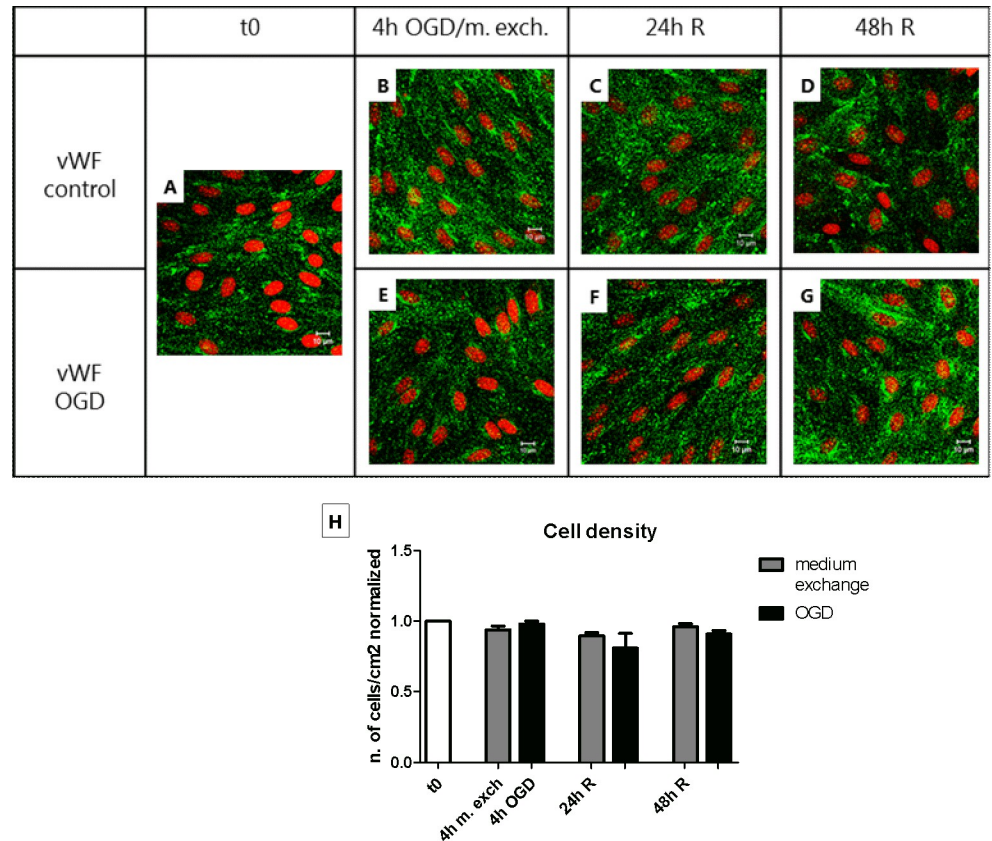 t0
4h OGD/m. exch.
24h R
48h R
vWF
control
A
10 µm
B
10 µm
C
10 µm
D
10 µm
vWF
OGD
E
10 µm
F
10 µm
G
10 µm
H
Cell density
n. of cells/cm2 normalized
1.5
1.0
0.5
0.0
t0
4h m. exch
4h OGD
24h R
48h R
medium
exchange
OGD